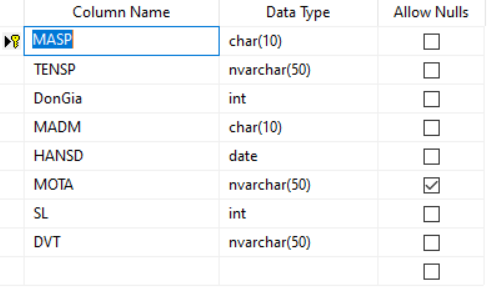 Column Name Data Type Allow Nulls
MASP char(10)
TENSP nvarchar(50)
DonGia int
MADM char(10)
HANSD date
MOTA nvarchar(50)
SL int
DVT nvarchar(50)